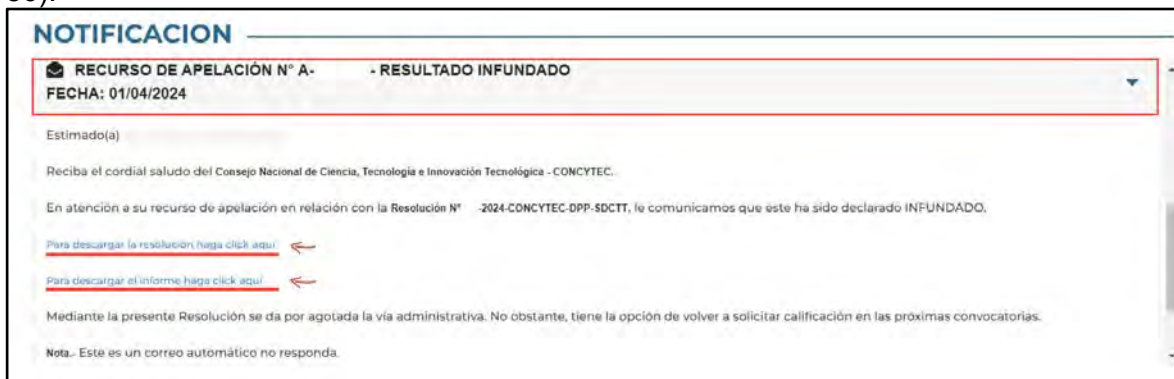 NOTIFICACION
RECURSO DE APELACIÓN N° A- - RESULTADO INFUNDADO
FECHA: 01/04/2024
Estimado(a)
Reciba el cordial saludo del Consejo Nacional de Ciencia, Tecnología e Innovación Tecnológica - CONCYTEC.
En atención a su recurso de apelación en relación con la Resolución N° -2024-CONCYTEC-DPP-SDCTT, le comunicamos que este ha sido declarado INFUNDADO.
Para descargar la resolución haga click aquí
Para descargar el informe haga click aquí
Mediante la presente Resolución se da por agotada la vía administrativa. No obstante, tiene la opción de volver a solicitar calificación en las próximas convocatorias.
Nota.- Este es un correo automático no responda.